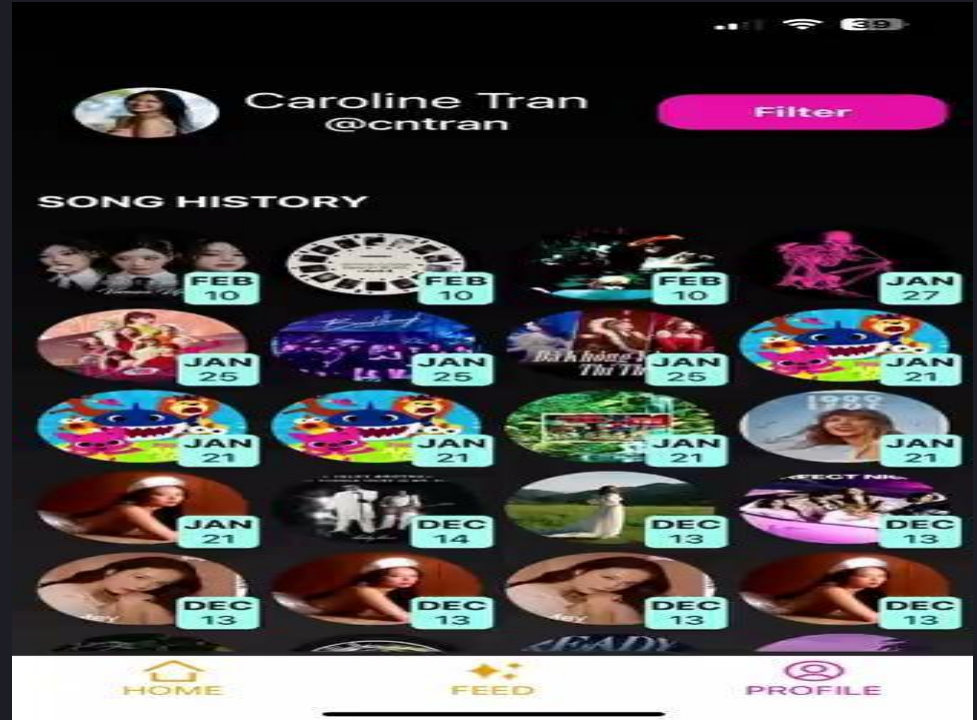 39
Caroline Tran
@cntran
Filter
SONG HISTORY
FEB
10
FEB
10
FEB
10
JAN
27
JAN
25
JAN
25
JAN
25
JAN
21
JAN
21
JAN
21
JAN
21
1989
JAN
21
JAN
21
DEC
14
DEC
13
DEC
13
DEC
13
DEC
13
DEC
13
DEC
13
HOME
FEED
PROFILE